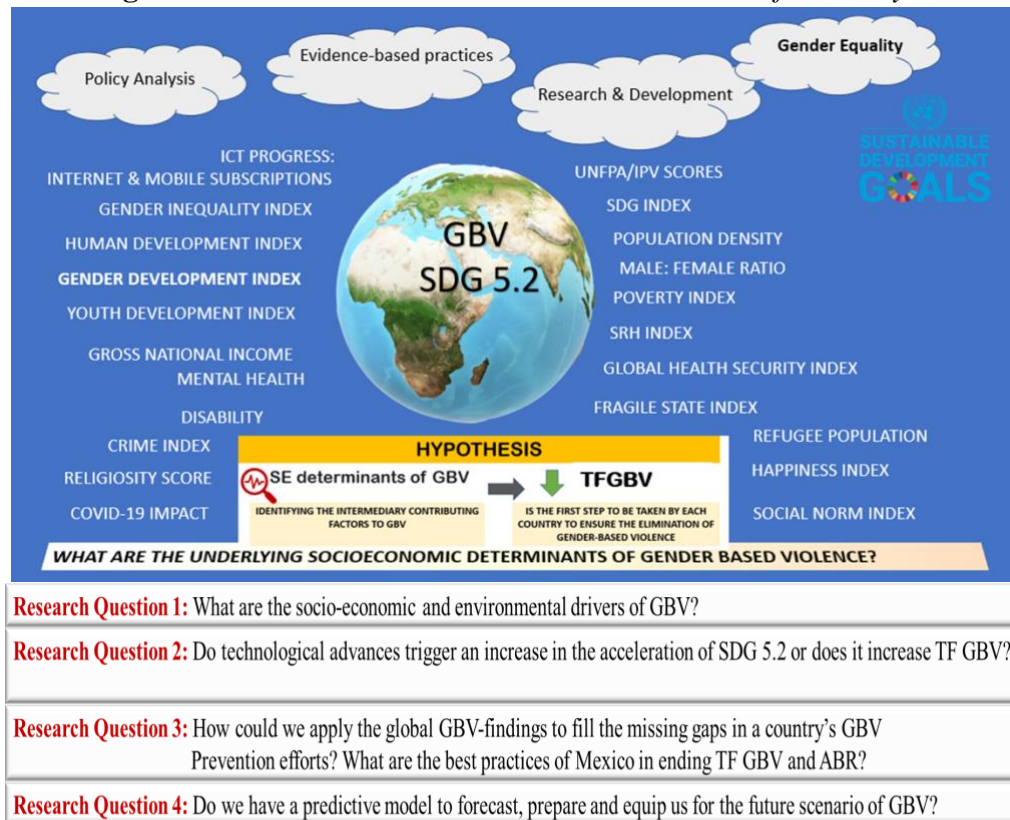 Policy Analysis
Evidence-based practices
Research & Development
Gender Equality
SUSTAINABLE
DEVELOPMENT
GOALS
ICT PROGRESS:
INTERNET & MOBILE SUBSCRIPTIONS
GENDER INEQUALITY INDEX
HUMAN DEVELOPMENT INDEX
GENDER DEVELOPMENT INDEX
YOUTH DEVELOPMENT INDEX
GROSS NATIONAL INCOME
MENTAL HEALTH
DISABILITY
CRIME INDEX
RELIGIOSITY SCORE
COVID-19 IMPACT
GBV
SDG 5.2
UNFPA/IPV SCORES
SDG INDEX
POPULATION DENSITY
MALE: FEMALE RATIO
POVERTY INDEX
SRH INDEX
GLOBAL HEALTH SECURITY INDEX
FRAGILE STATE INDEX
REFUGEE POPULATION
HAPPINESS INDEX
SOCIAL NORM INDEX
HYPOTHESIS
SE determinants of GBV
IDENTIFYING THE INTERMEDIARY CONTRIBUTING
FACTORS TO GBV
TFGBV
IS THE FIRST STEP TO BE TAKEN BY EACH
COUNTRY TO ENSURE THE ELIMINATION OF
GENDER-BASED VIOLENCE
WHAT ARE THE UNDERLYING SOCIOECONOMIC DETERMINANTS OF GENDER BASED VIOLENCE?
Research Question 1: What are the socio-economic and environmental drivers of GBV?
Research Question 2: Do technological advances trigger an increase in the acceleration of SDG 5.2 or does it increase TF GBV?
Research Question 3: How could we apply the global GBV-findings to fill the missing gaps in a country's GBV
Prevention efforts? What are the best practices of Mexico in ending TF GBV and ABR?
Research Question 4: Do we have a predictive model to forecast, prepare and equip us for the future scenario of GBV?